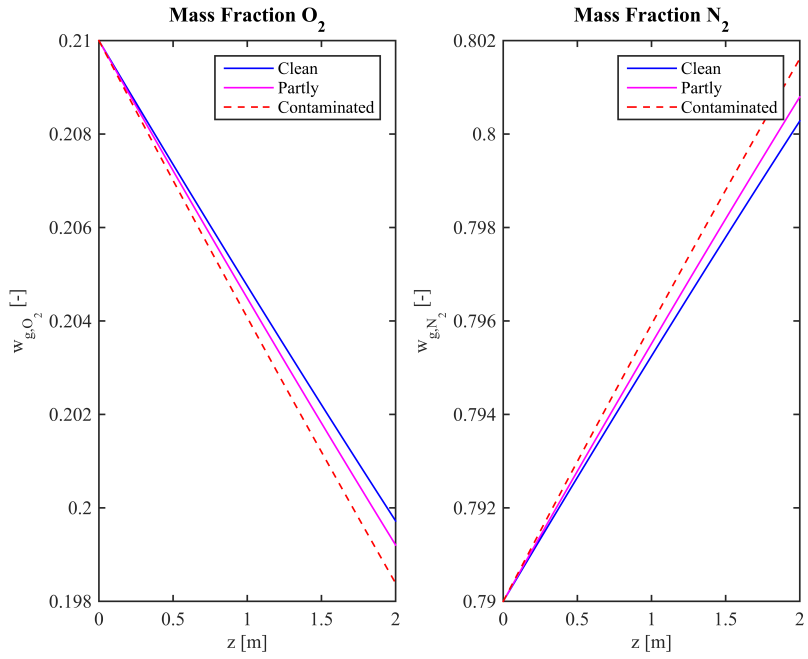 Mass Fraction O2
0.21
0.208
0.206
0.204
0.202
0.2
0.198
wg,O2 [-]
0
0.5
1
1.5
2
z [m]
Clean
Partly
Contaminated
Mass Fraction N2
0.802
0.8
0.798
0.796
0.794
0.792
0.79
wg,N2 [-]
0
0.5
1
1.5
2
z [m]
Clean
Partly
Contaminated